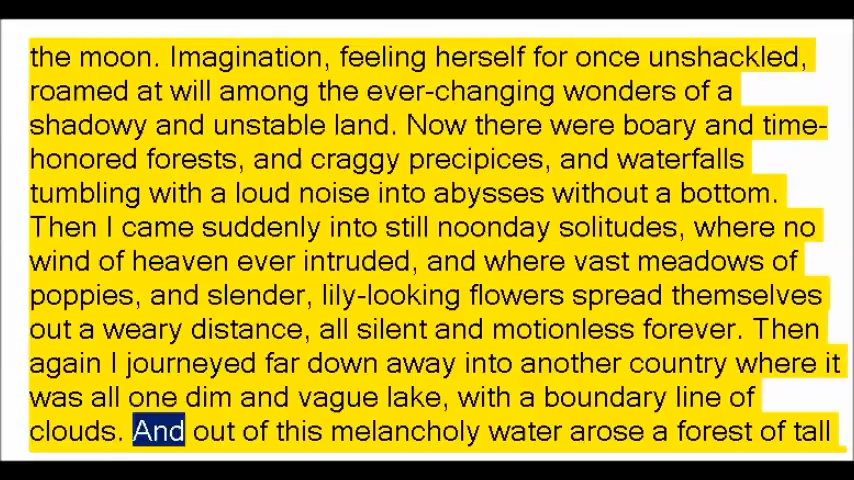 the moon. Imagination, feeling herself for once unshackled,
roamed at will among the ever-changing wonders of a
shadowy and unstable land. Now there were boary and time-
honored forests, and craggy precipices, and waterfalls
tumbling with a loud noise into abysses without a bottom.
Then I came suddenly into still noonday solitudes, where no
wind of heaven ever intruded, and where vast meadows of
poppies, and slender, lily-looking flowers spread themselves
out a weary distance, all silent and motionless forever. Then
again I journeyed far down away into another country where it
was all one dim and vague lake, with a boundary line of
clouds. And out of this melancholy water arose a forest of tall